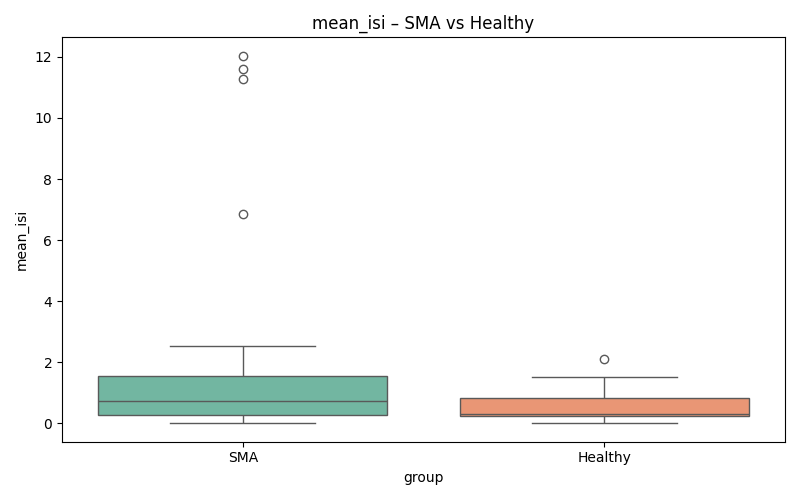 mean_isi – SMA vs Healthy
12
10
8
6
4
2
0
mean_isi
SMA
Healthy
group